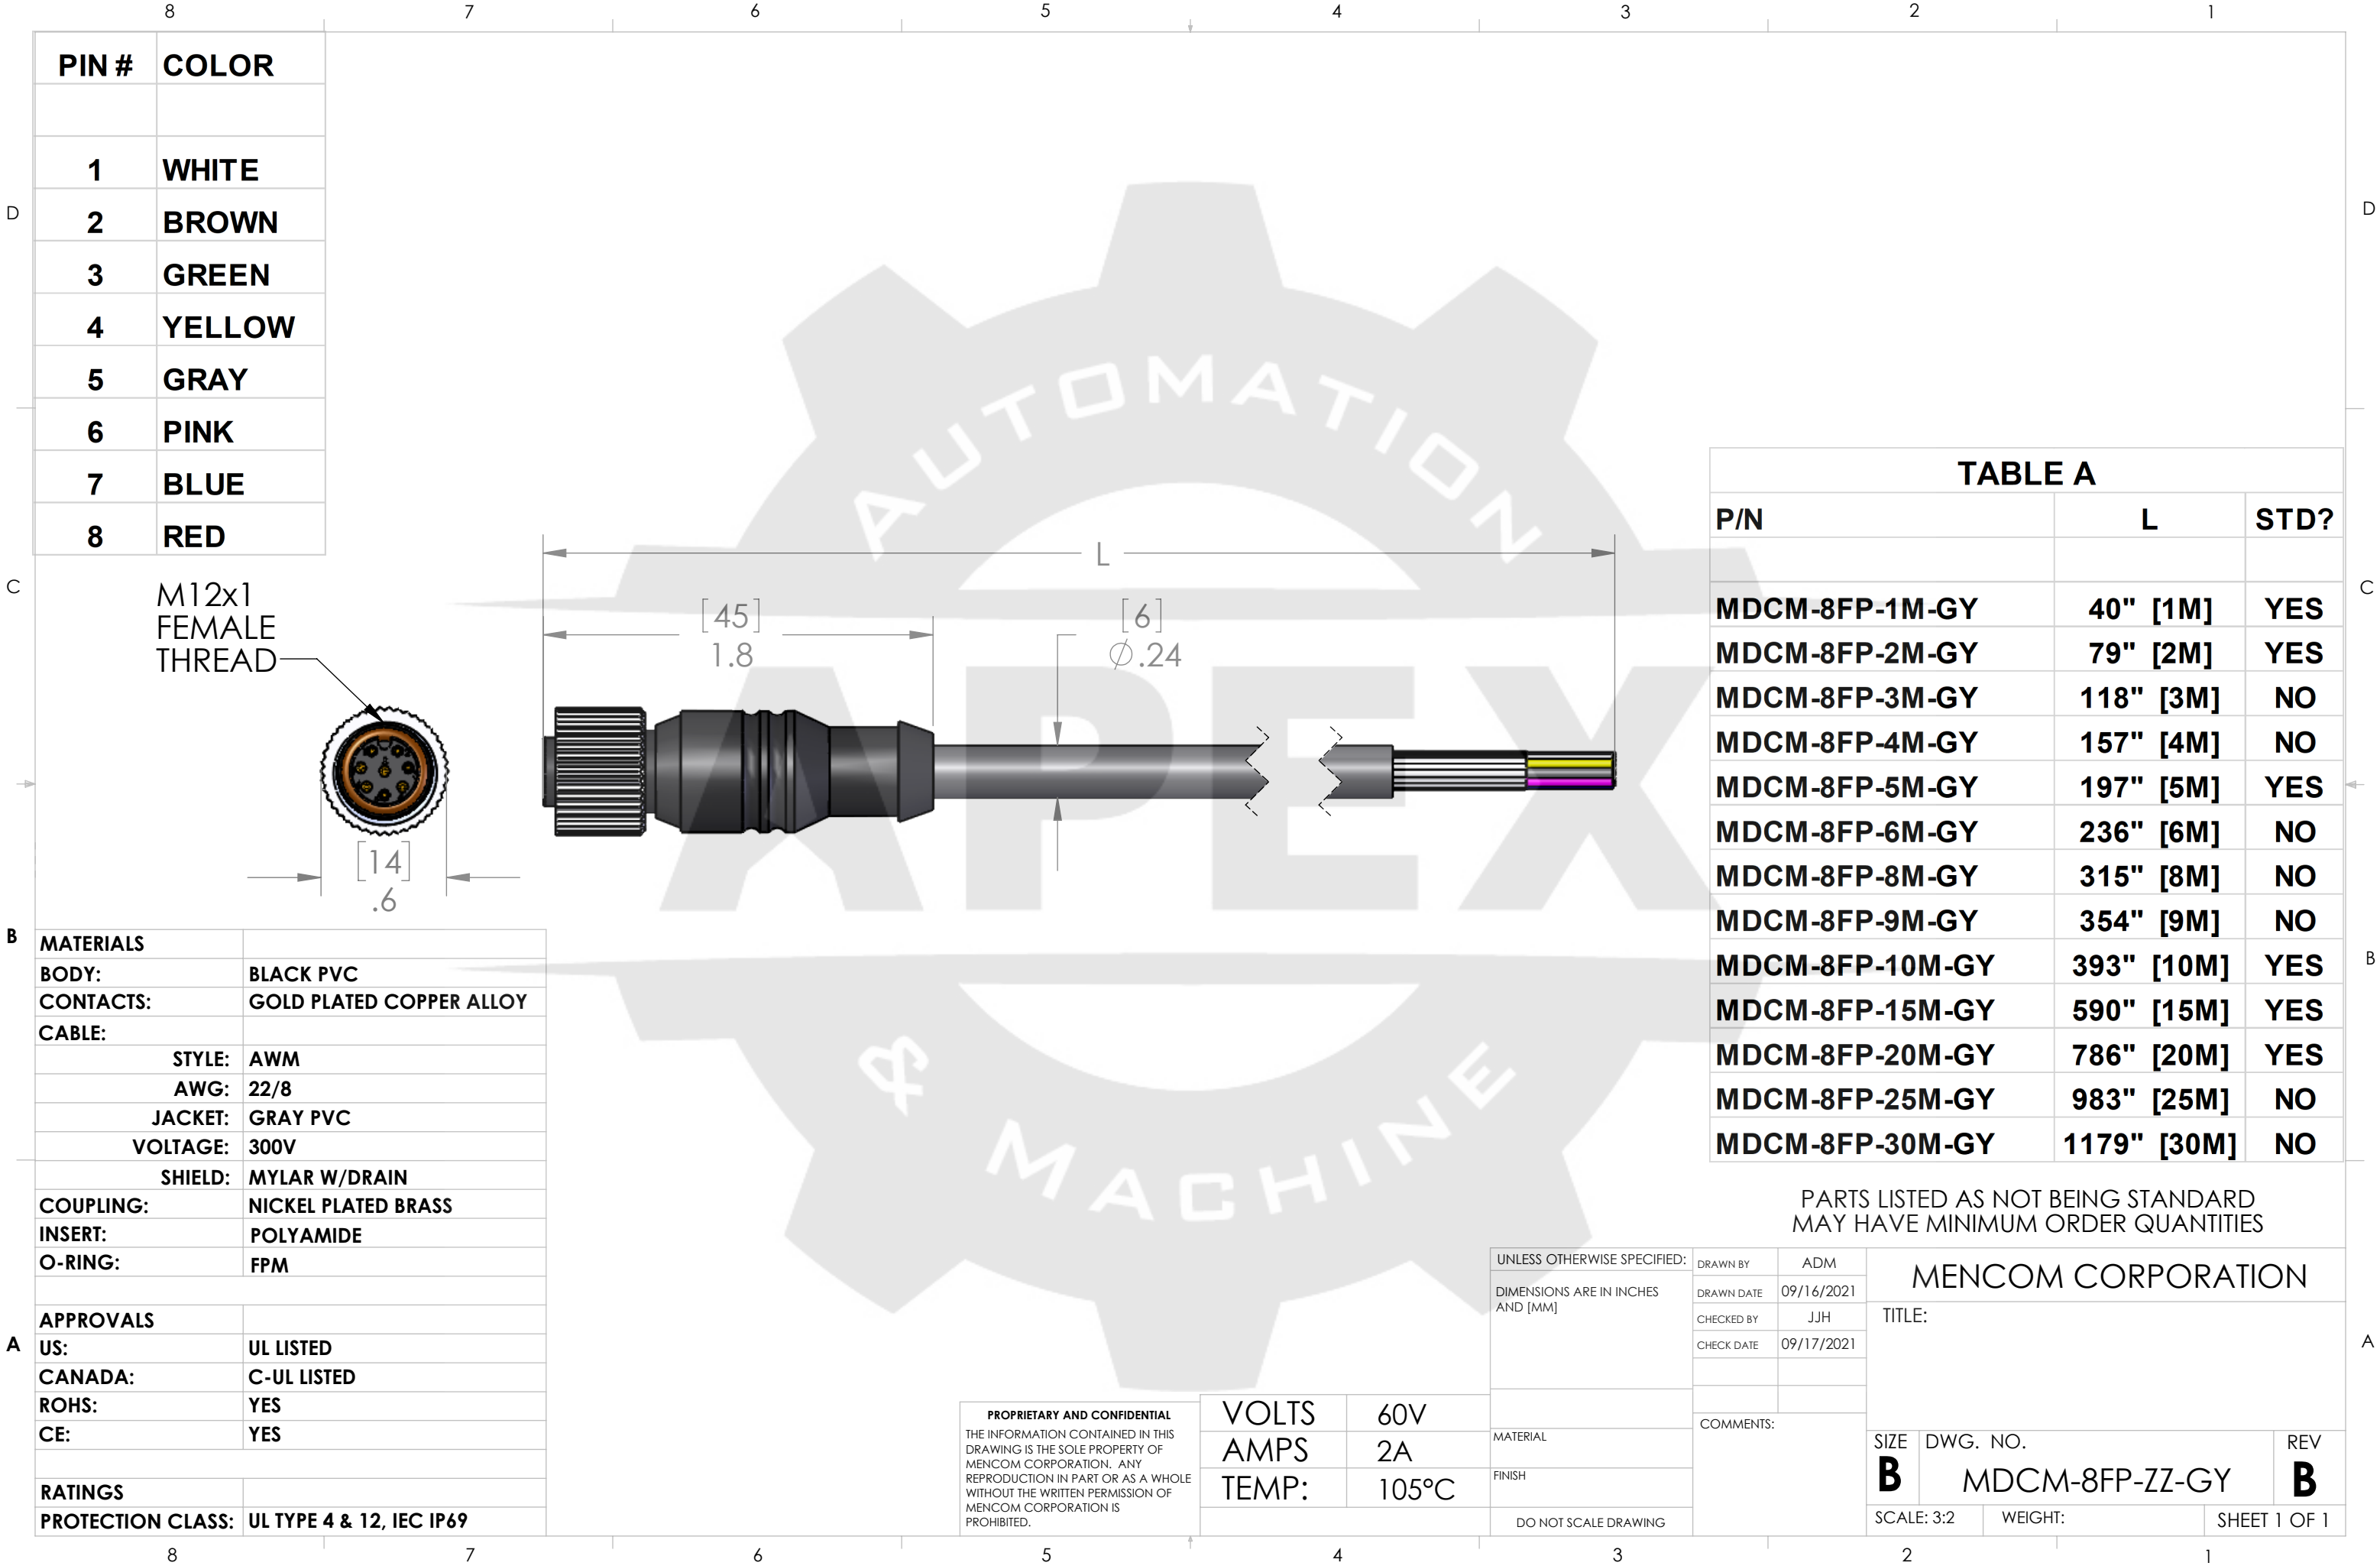 8 7 6 5 4 3 2 1
PIN # COLOR
1 WHITE
2 BROWN
3 GREEN
4 YELLOW
5 GRAY
6 PINK
7 BLUE
8 RED
D D
C C
B B
A A
M12x1
FEMALE
THREAD
[14]
.6
L
[45]
1.8
[6]
Ø.24
AUTOMATION
APEX
& MACHINE
TABLE A
P/N L STD?
MDCM-8FP-1M-GY 40" [1M] YES
MDCM-8FP-2M-GY 79" [2M] YES
MDCM-8FP-3M-GY 118" [3M] NO
MDCM-8FP-4M-GY 157" [4M] NO
MDCM-8FP-5M-GY 197" [5M] YES
MDCM-8FP-6M-GY 236" [6M] NO
MDCM-8FP-8M-GY 315" [8M] NO
MDCM-8FP-9M-GY 354" [9M] NO
MDCM-8FP-10M-GY 393" [10M] YES
MDCM-8FP-15M-GY 590" [15M] YES
MDCM-8FP-20M-GY 786" [20M] YES
MDCM-8FP-25M-GY 983" [25M] NO
MDCM-8FP-30M-GY 1179" [30M] NO
PARTS LISTED AS NOT BEING STANDARD
MAY HAVE MINIMUM ORDER QUANTITIES
MATERIALS
BODY: BLACK PVC
CONTACTS: GOLD PLATED COPPER ALLOY
CABLE:
STYLE: AWM
AWG: 22/8
JACKET: GRAY PVC
VOLTAGE: 300V
SHIELD: MYLAR W/DRAIN
COUPLING: NICKEL PLATED BRASS
INSERT: POLYAMIDE
O-RING: FPM
APPROVALS
US: UL LISTED
CANADA: C-UL LISTED
ROHS: YES
CE: YES
RATINGS
PROTECTION CLASS: UL TYPE 4 & 12, IEC IP69
PROPRIETARY AND CONFIDENTIAL
THE INFORMATION CONTAINED IN THIS
DRAWING IS THE SOLE PROPERTY OF
MENCOM CORPORATION. ANY
REPRODUCTION IN PART OR AS A WHOLE
WITHOUT THE WRITTEN PERMISSION OF
MENCOM CORPORATION IS
PROHIBITED.
VOLTS 60V
AMPS 2A
TEMP: 105°C
UNLESS OTHERWISE SPECIFIED:
DIMENSIONS ARE IN INCHES
AND [MM]
MATERIAL
FINISH
DO NOT SCALE DRAWING
DRAWN BY ADM
DRAWN DATE 09/16/2021
CHECKED BY JJH
CHECK DATE 09/17/2021
COMMENTS:
MENCOM CORPORATION
TITLE:
SIZE DWG. NO. REV
B MDCM-8FP-ZZ-GY B
SCALE: 3:2 WEIGHT: SHEET 1 OF 1
8 7 6 5 4 3 2 1